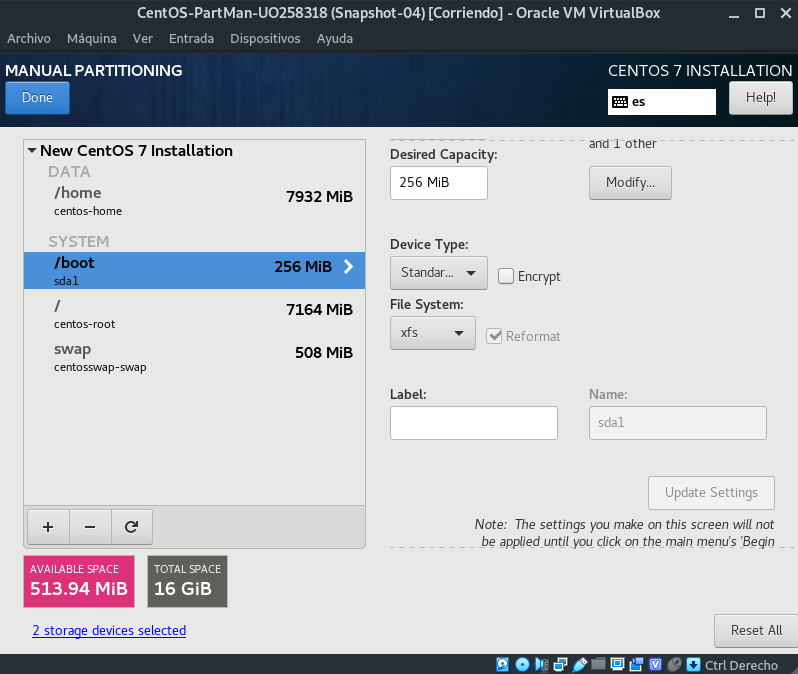 CentOS-PartMan-UO258318 (Snapshot-04) [Corriendo] - Oracle VM VirtualBox
Archivo Máquina Ver Entrada Dispositivos Ayuda
MANUAL PARTITIONING
CENTOS 7 INSTALLATION
Done
es
Help!
New CentOS 7 Installation
DATA
/home
7932 MiB
centos-home
SYSTEM
/boot
256 MiB
sda1
/
7164 MiB
centos-root
swap
508 MiB
centosswap-swap
and 1 other
Desired Capacity:
256 MiB
Modify...
Device Type:
Standar...
Encrypt
File System:
xfs
Reformat
Label:
Name:
sda1
Update Settings
Note: The settings you make on this screen will not
be applied until you click on the main menu's 'Begin
AVAILABLE SPACE
513.94 MiB
TOTAL SPACE
16 GiB
2 storage devices selected
Reset All
Ctrl Derecho